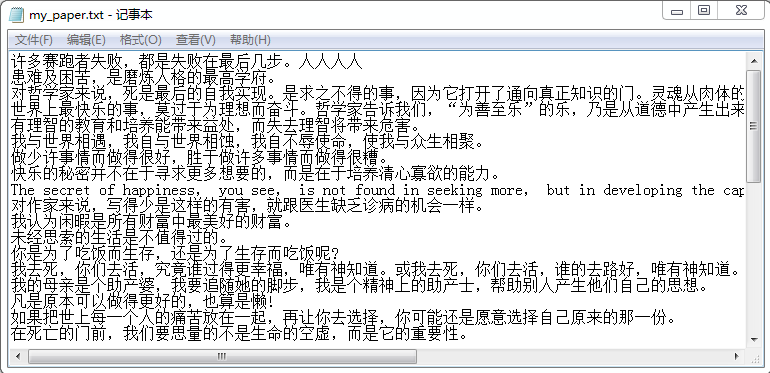 my_paper.txt - 记事本
文件(F) 编辑(E) 格式(O) 查看(V) 帮助(H)
许多赛跑者失败，都是失败在最后几步。人人人人
患难及困苦，是磨炼人格的最高学府。
对哲学家来说，死是最后的自我实现。是求之不得的事，因为它打开了通向真正知识的门。灵魂从肉体的
世界上最快乐的事，莫过于为理想而奋斗。哲学家告诉我们，“为善至乐”的乐，乃是从道德中产生出来
有理智的教育和培养能带来益处，而失去理智将带来危害。
我与世界相遇，我自与世界相蚀，我自不辱使命，使我与众生相聚。
做少许事情而做得很好，胜于做许多事情而做得很糟。
快乐的秘密并不在于寻求更多想要的，而是在于培养清心寡欲的能力。
The secret of happiness, you see, is not found in seeking more, but in developing the cap
对作家来说，写得少是这样的有害，就跟医生缺乏诊病的机会一样。
我认为闲暇是所有财富中最美好的财富。
未经思索的生活是不值得过的。
你是为了吃饭而生存，还是为了生存而吃饭呢?
我去死，你们去活，究竟谁过得更幸福，唯有神知道。或我去死，你们去活，谁的去路好，唯有神知道。
我的母亲是个助产婆，我要追随她的脚步，我是个精神上的助产士，帮助别人产生他们自己的思想。
凡是原本可以做得更好的，也算是懒!
如果把世上每一个人的痛苦放在一起，再让你去选择，你可能还是愿意选择自己原来的那一份。
在死亡的门前，我们要思量的不是生命的空虚，而是它的重要性。